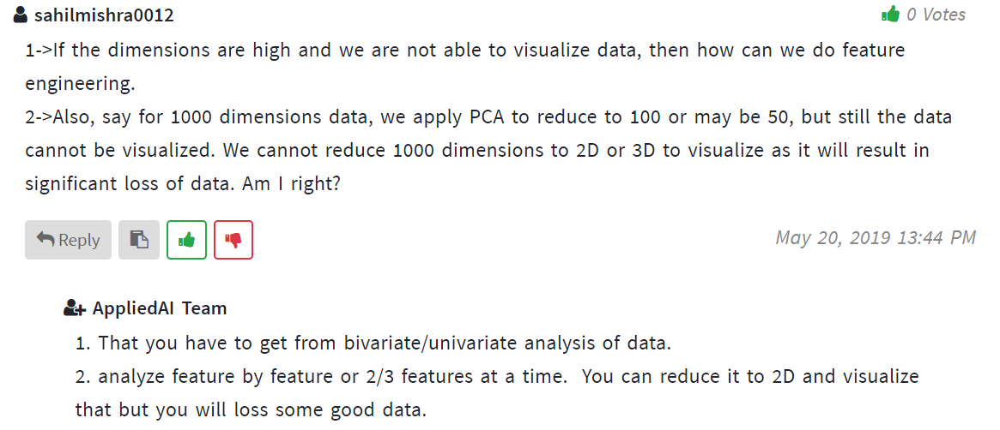 sahilmishra0012
0 Votes
1->If the dimensions are high and we are not able to visualize data, then how can we do feature
engineering.
2->Also, say for 1000 dimensions data, we apply PCA to reduce to 100 or may be 50, but still the data
cannot be visualized. We cannot reduce 1000 dimensions to 2D or 3D to visualize as it will result in
significant loss of data. Am I right?
Reply
May 20, 2019 13:44 PM
AppliedAI Team
1. That you have to get from bivariate/univariate analysis of data.
2. analyze feature by feature or 2/3 features at a time. You can reduce it to 2D and visualize
that but you will loss some good data.